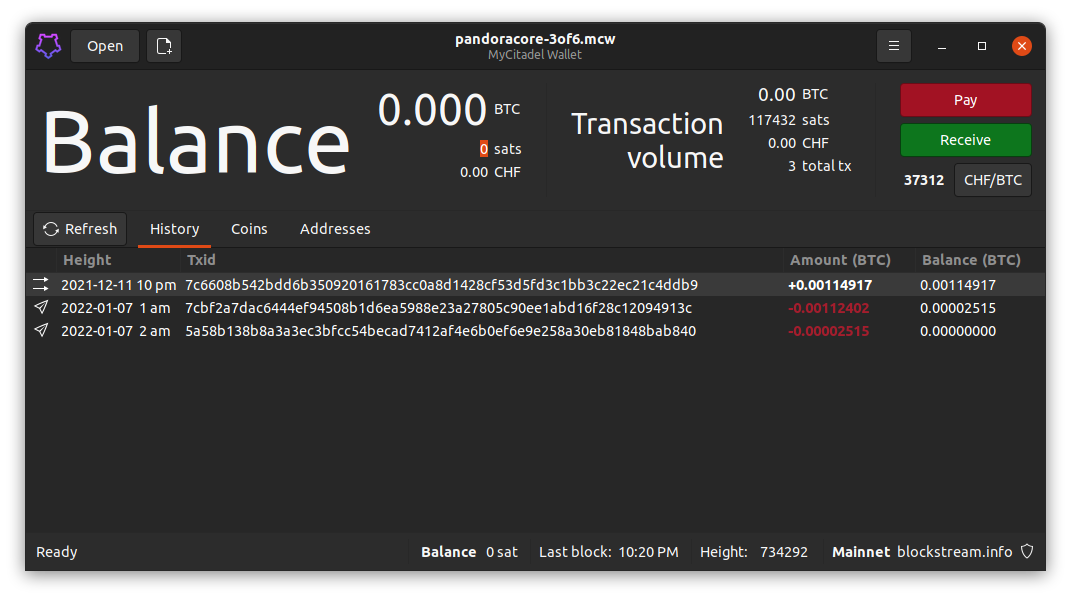 Open
pandoracore-3of6.mcw
MyCitadel Wallet
Balance
0.000 BTC
0 sats
0.00 CHF
Transaction
volume
0.00 BTC
117432 sats
0.00 CHF
3 total tx
Pay
Receive
37312 CHF/BTC
Refresh History Coins Addresses
Height Txid Amount (BTC) Balance (BTC)
2021-12-11 10 pm 7c6608b542bdd6b350920161783cc0a8d1428cf53d5fd3c1bb3c22ec21c4ddb9 +0.00114917 0.00114917
2022-01-07 1 am 7cbf2a7dac6444ef94508b1d6ea5988e23a27805c90ee1abd16f28c12094913c -0.00112402 0.00002515
2022-01-07 2 am 5a58b138b8a3a3ec3bfcc54becad7412af4e6b0ef6e9e258a30eb81848bab840 -0.00002515 0.00000000
Ready Balance 0 sat Last block: 10:20 PM Height: 734292 Mainnet blockstream.info